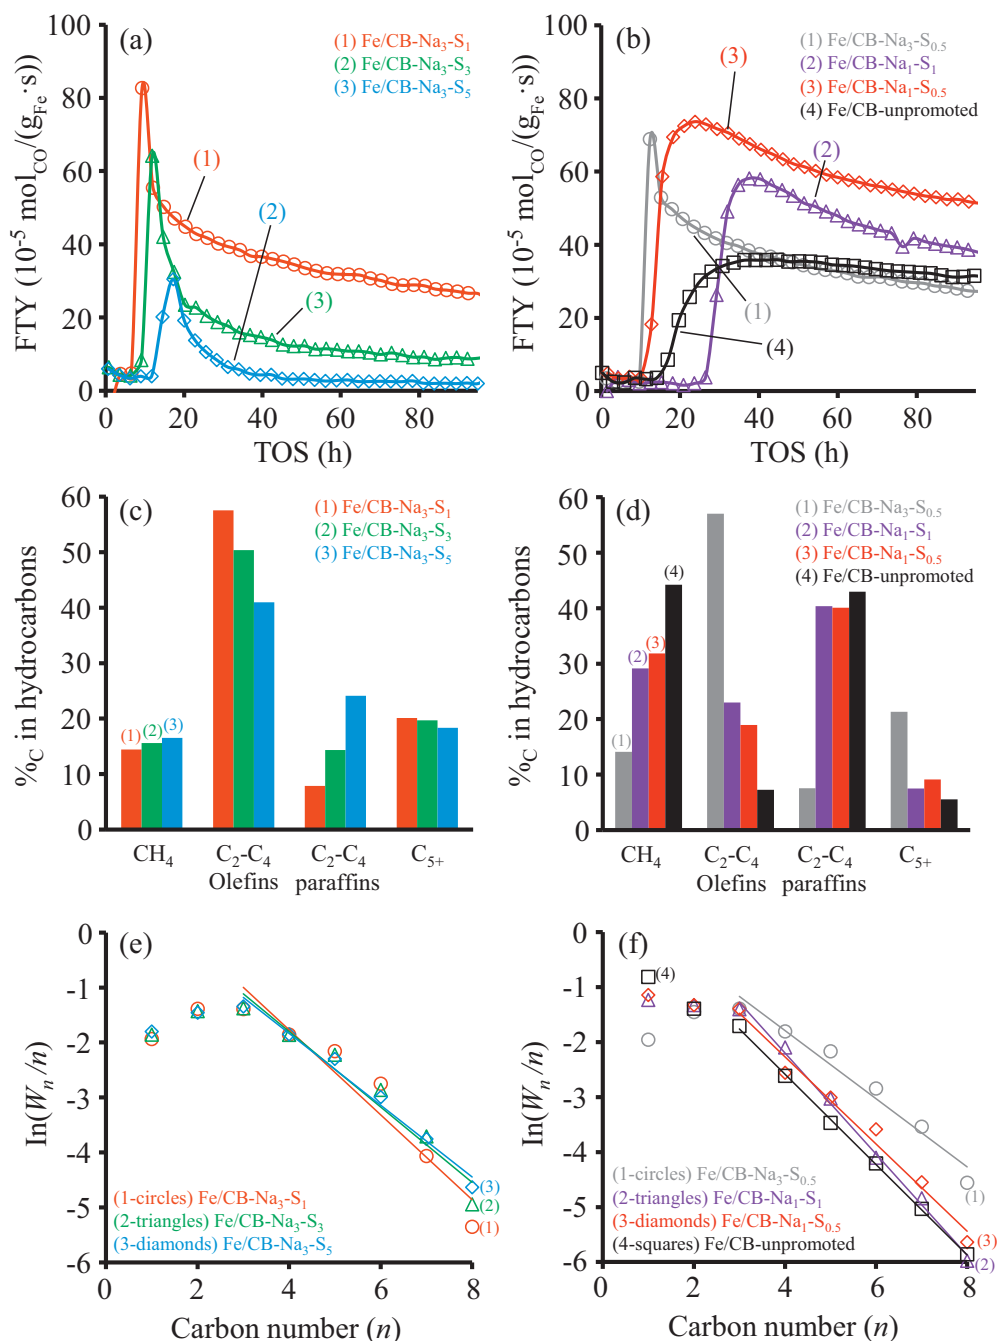 (a)
(1) Fe/CB-Na₃-S₁
(2) Fe/CB-Na₃-S₃
(3) Fe/CB-Na₃-S₅
FTY (10⁻⁵ mol_CO/(g_Fe·s))
100
80
60
40
20
0
(1)
(2)
(3)
0 20 40 60 80
TOS (h)
(b)
(1) Fe/CB-Na₃-S₀.₅
(2) Fe/CB-Na₁-S₁
(3) Fe/CB-Na₁-S₀.₅
(4) Fe/CB-unpromoted
FTY (10⁻⁵ mol_CO/(g_Fe·s))
100
80
60
40
20
0
(3)
(2)
(1)
(4)
0 20 40 60 80
TOS (h)
(c)
(1) Fe/CB-Na₃-S₁
(2) Fe/CB-Na₃-S₃
(3) Fe/CB-Na₃-S₅
%_C in hydrocarbons
60
50
40
30
20
10
0
(1) (2) (3)
CH₄ C₂-C₄ C₂-C₄ C₅₊
Olefins paraffins
(d)
(1) Fe/CB-Na₃-S₀.₅
(2) Fe/CB-Na₁-S₁
(3) Fe/CB-Na₁-S₀.₅
(4) Fe/CB-unpromoted
%_C in hydrocarbons
60
50
40
30
20
10
0
(1) (2) (3) (4)
CH₄ C₂-C₄ C₂-C₄ C₅₊
Olefins paraffins
(e)
In(Wₙ/n)
0
-1
-2
-3
-4
-5
-6
(3)
(2)
(1)
(1-circles) Fe/CB-Na₃-S₁
(2-triangles) Fe/CB-Na₃-S₃
(3-diamonds) Fe/CB-Na₃-S₅
0 2 4 6 8
Carbon number (n)
(f)
In(Wₙ/n)
0
-1
-2
-3
-4
-5
-6
(4)
(1)
(3)
(2)
(1-circles) Fe/CB-Na₃-S₀.₅
(2-triangles) Fe/CB-Na₁-S₁
(3-diamonds) Fe/CB-Na₁-S₀.₅
(4-squares) Fe/CB-unpromoted
0 2 4 6 8
Carbon number (n)